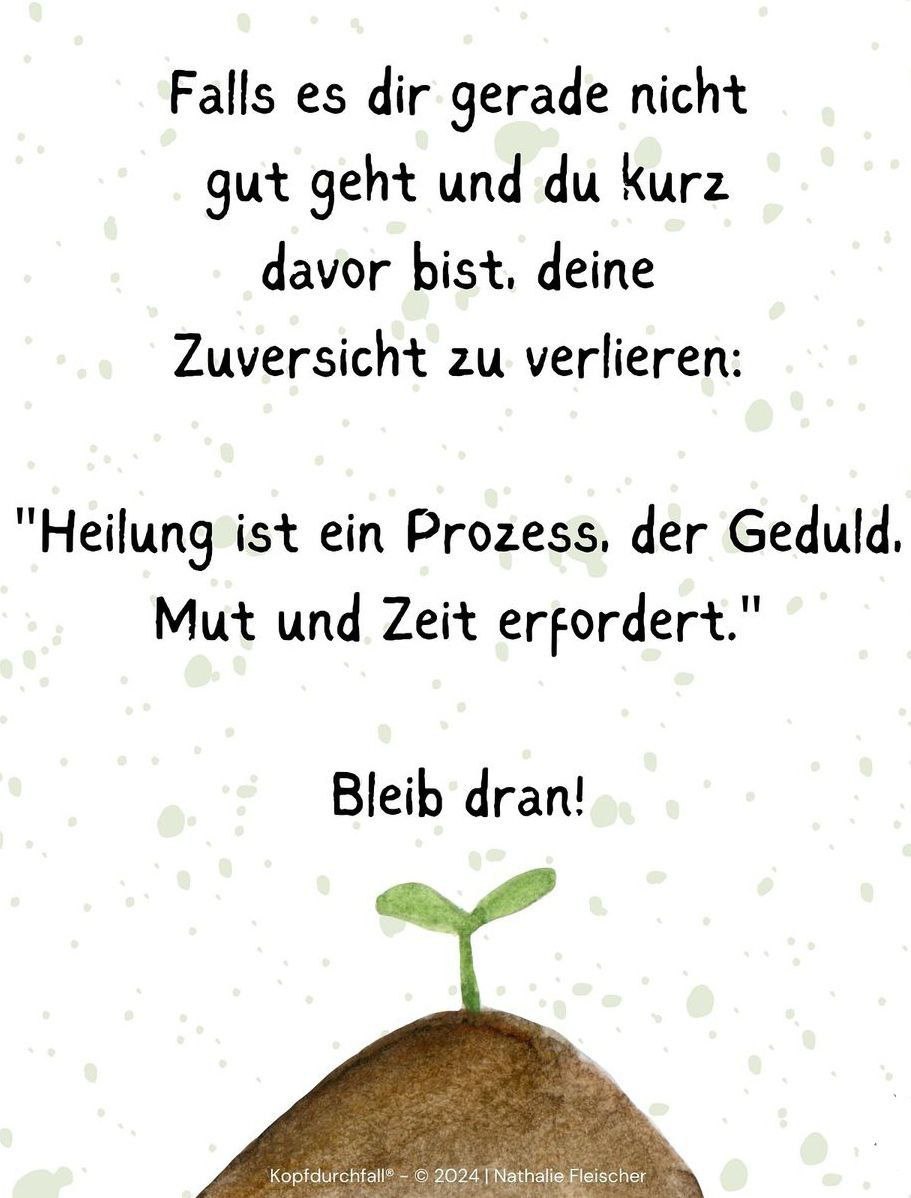 Falls es dir gerade nicht
gut geht und du kurz
davor bist, deine
Zuversicht zu verlieren:
"Heilung ist ein Prozess, der Geduld,
Mut und Zeit erfordert."
Bleib dran!
Kopfdurchfall® - © 2024 | Nathalie Fleischer